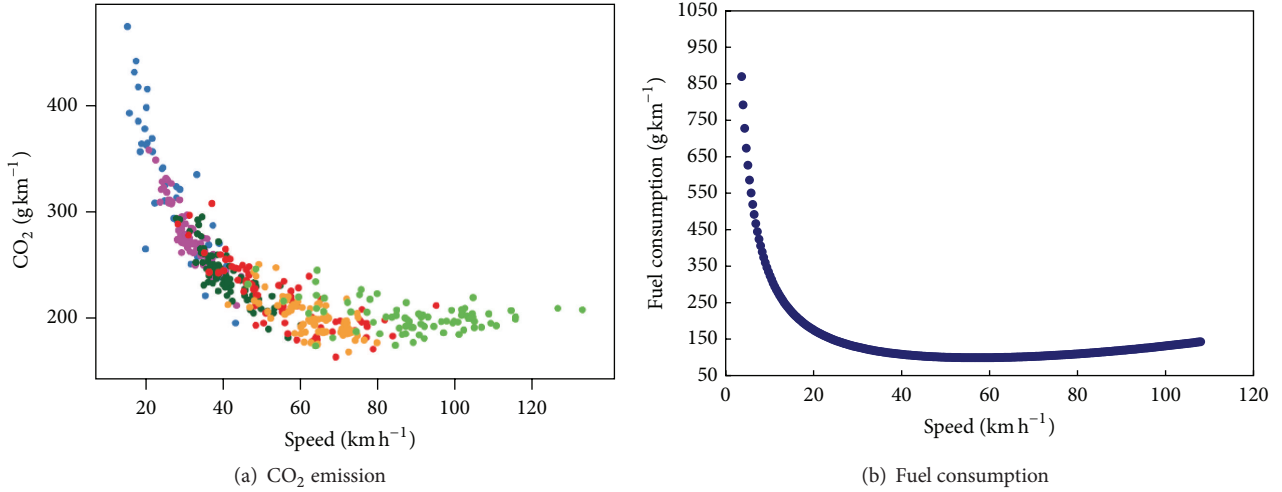 400
300
200
CO₂ (g km⁻¹)
20 40 60 80 100 120
Speed (km h⁻¹)
(a) CO₂ emission
1050
950
850
750
650
550
450
350
250
150
50
Fuel consumption (g km⁻¹)
0 20 40 60 80 100 120
Speed (km h⁻¹)
(b) Fuel consumption